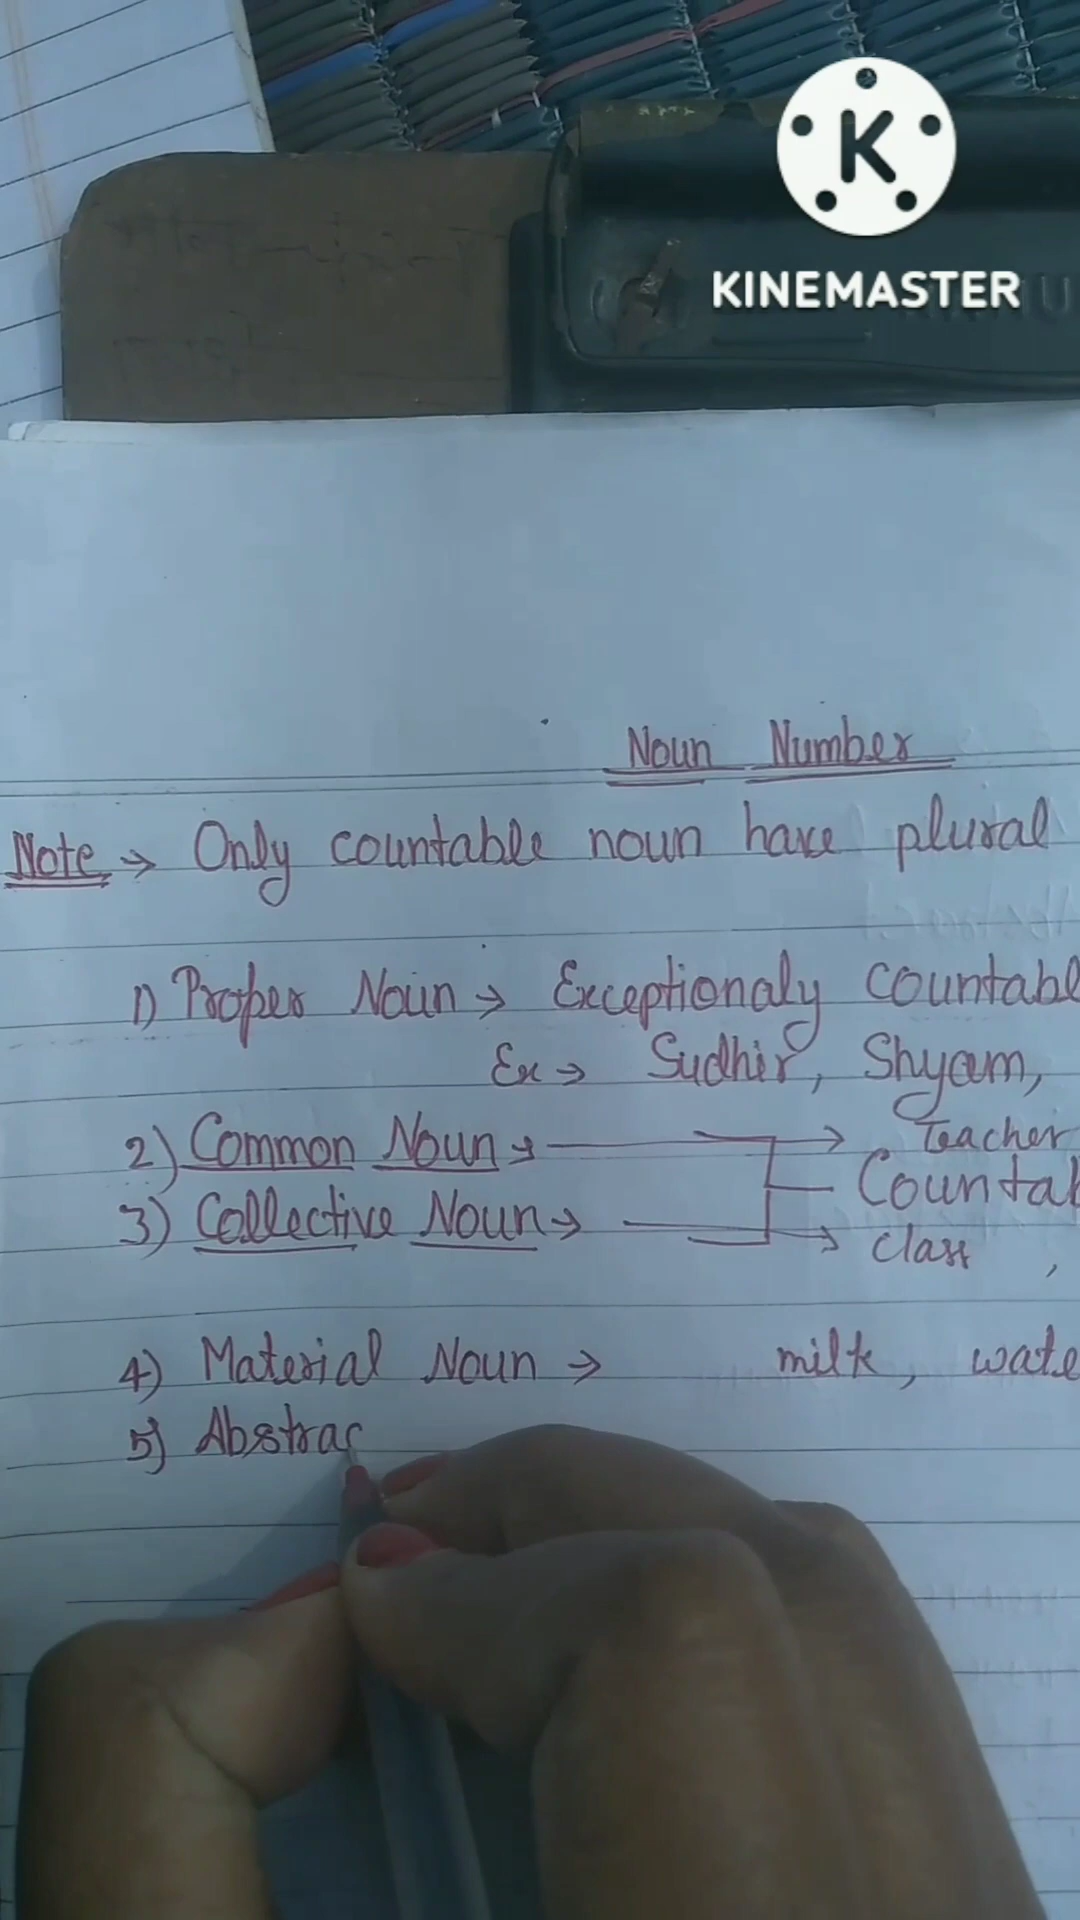 K
KINEMASTER
Noun Number
Note → Only countable noun have plural
1) Proper Noun → Exceptionaly countabl
Ex → Sudhir, Shyam,
2) Common Noun → → Teacher
Countab
3) Collective Noun → → class ,
4) Material Noun → milk, wate
5) Abstrac